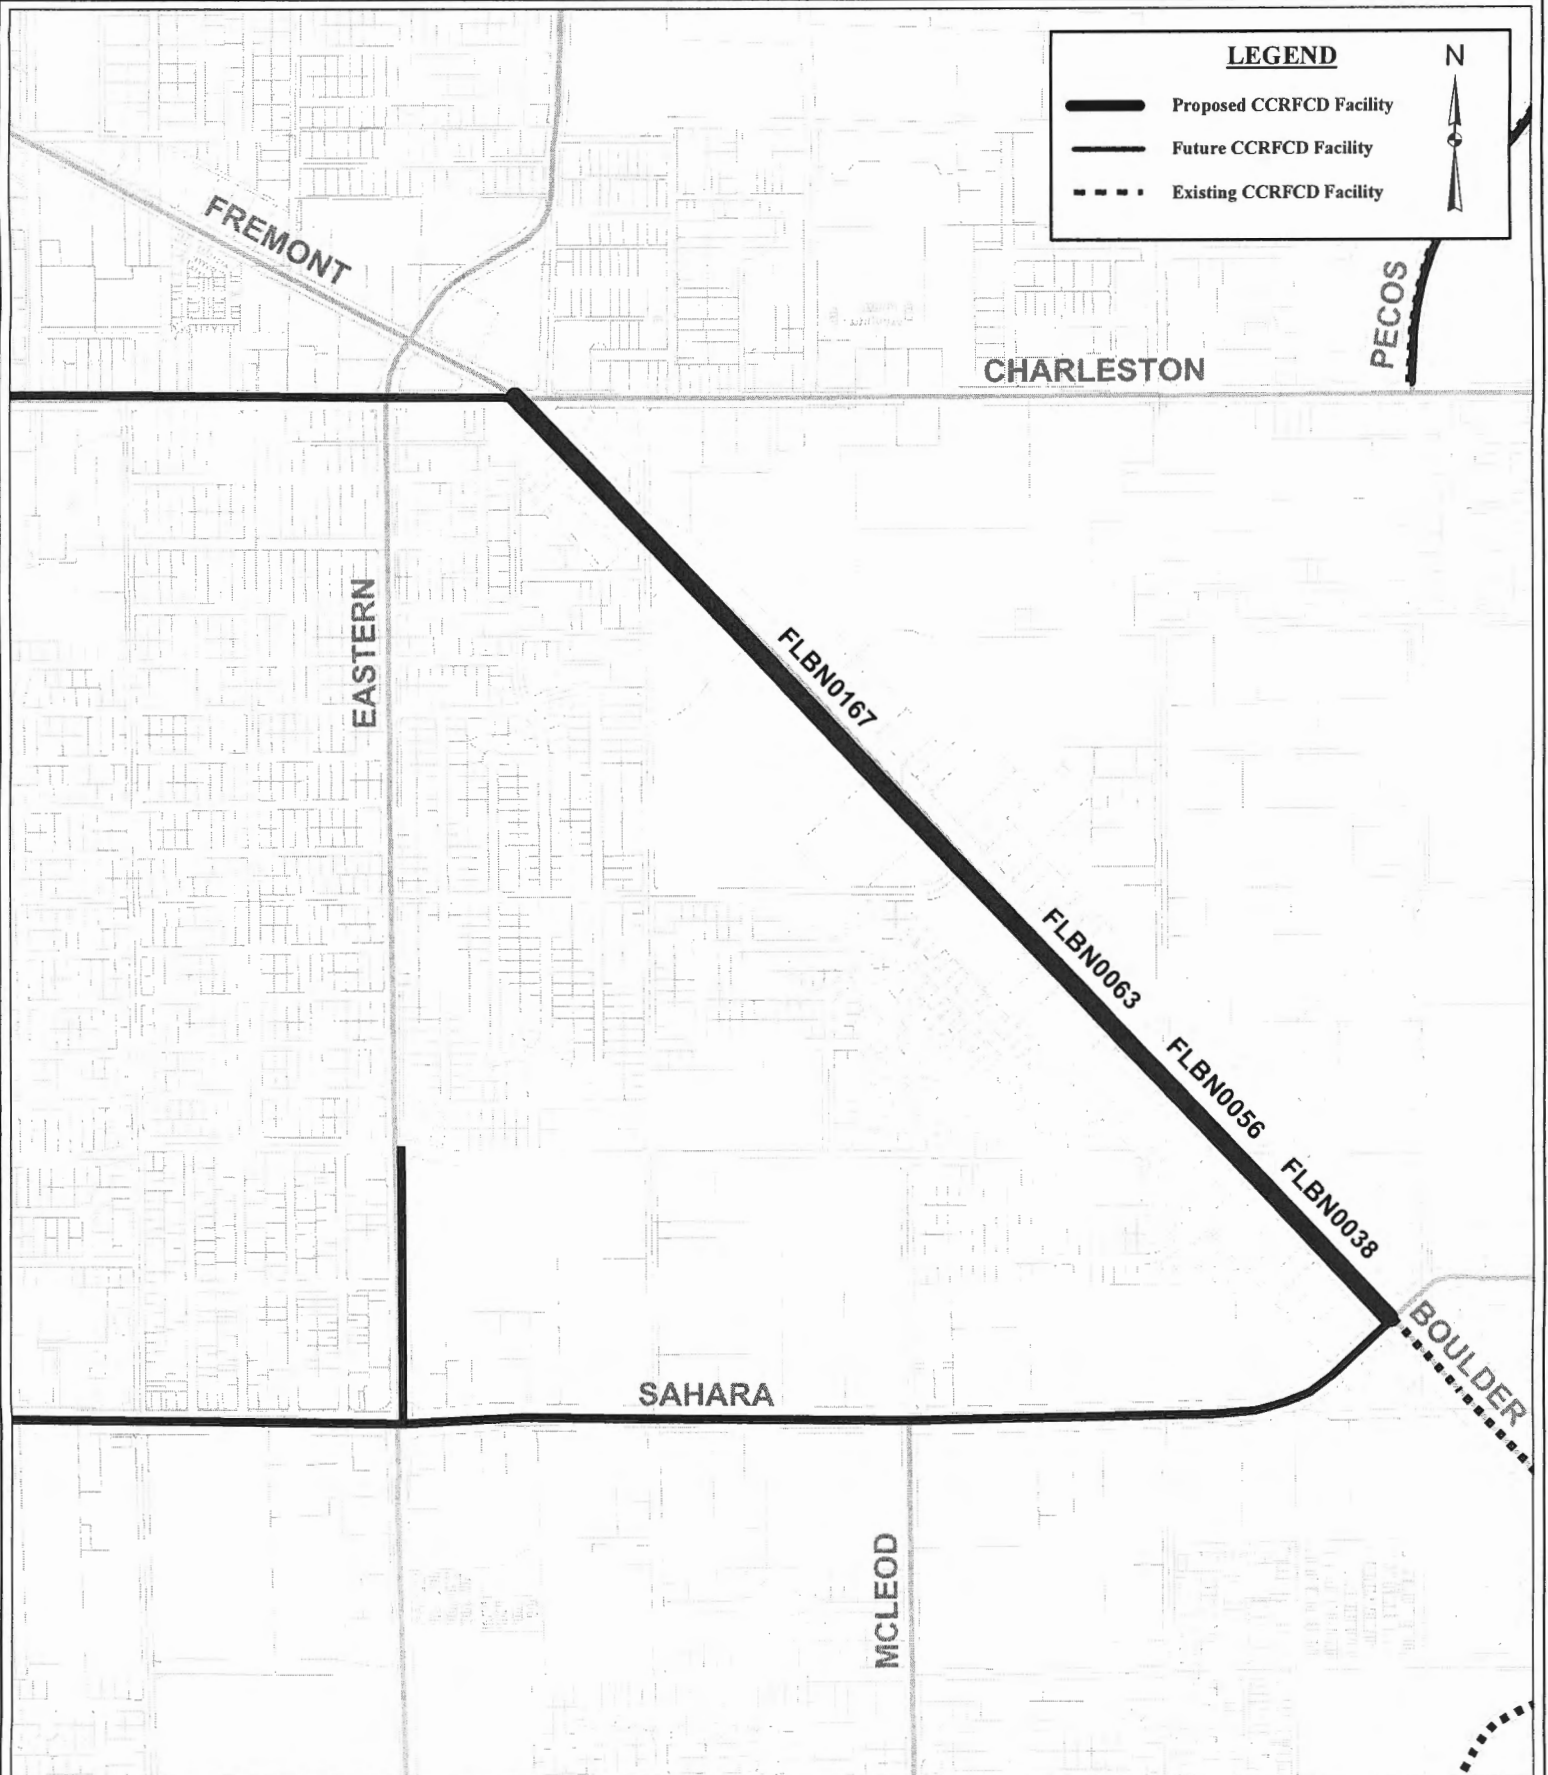 LEGEND
N
Proposed CCRFCD Facility
Future CCRFCD Facility
Existing CCRFCD Facility
FREMONT
PECOS
CHARLESTON
EASTERN
FLBN0167
FLBN0063
FLBN0056
FLBN0038
BOULDER
SAHARA
MCLEOD